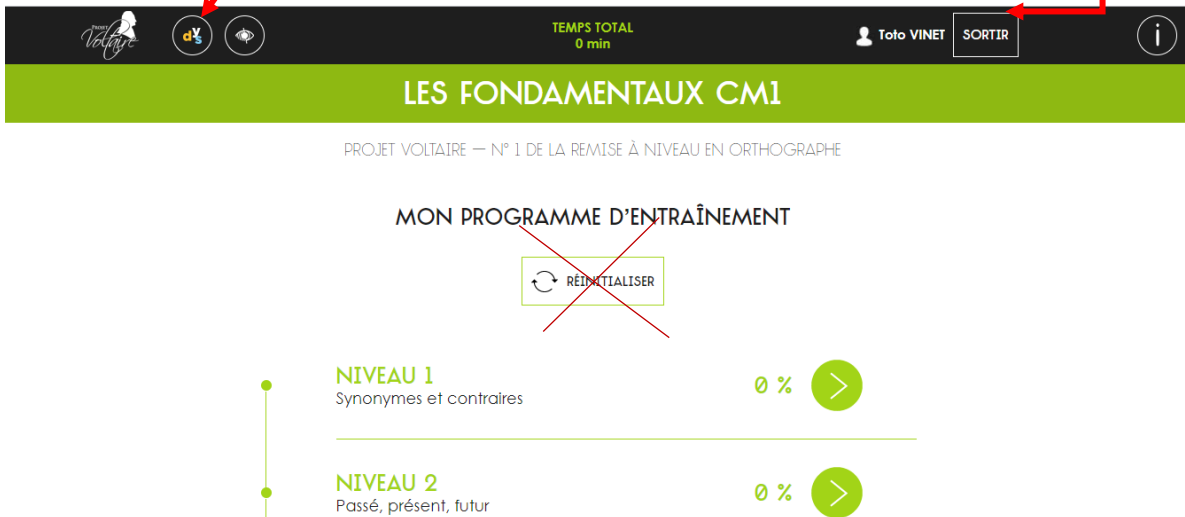 PROJET
Voltaire
dys
TEMPS TOTAL
0 min
Toto VINET
SORTIR
i
LES FONDAMENTAUX CM1
PROJET VOLTAIRE — N° 1 DE LA REMISE À NIVEAU EN ORTHOGRAPHE
MON PROGRAMME D'ENTRAÎNEMENT
RÉINITIALISER
NIVEAU 1
0 %
Synonymes et contraires
NIVEAU 2
0 %
Passé, présent, futur